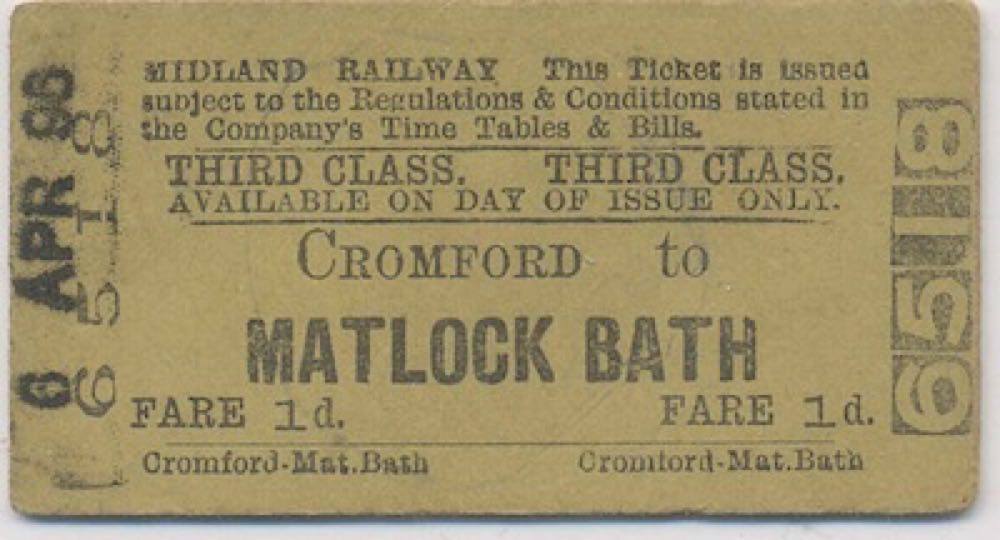 MIDLAND RAILWAY This Ticket is issued
subject to the Regulations & Conditions stated in
the Company's Time Tables & Bills.
THIRD CLASS. THIRD CLASS.
AVAILABLE ON DAY OF ISSUE ONLY.
CROMFORD to
MATLOCK BATH
FARE 1d. FARE 1d.
Cromford-Mat.Bath Cromford-Mat.Bath
6 APR 96
6518
6518